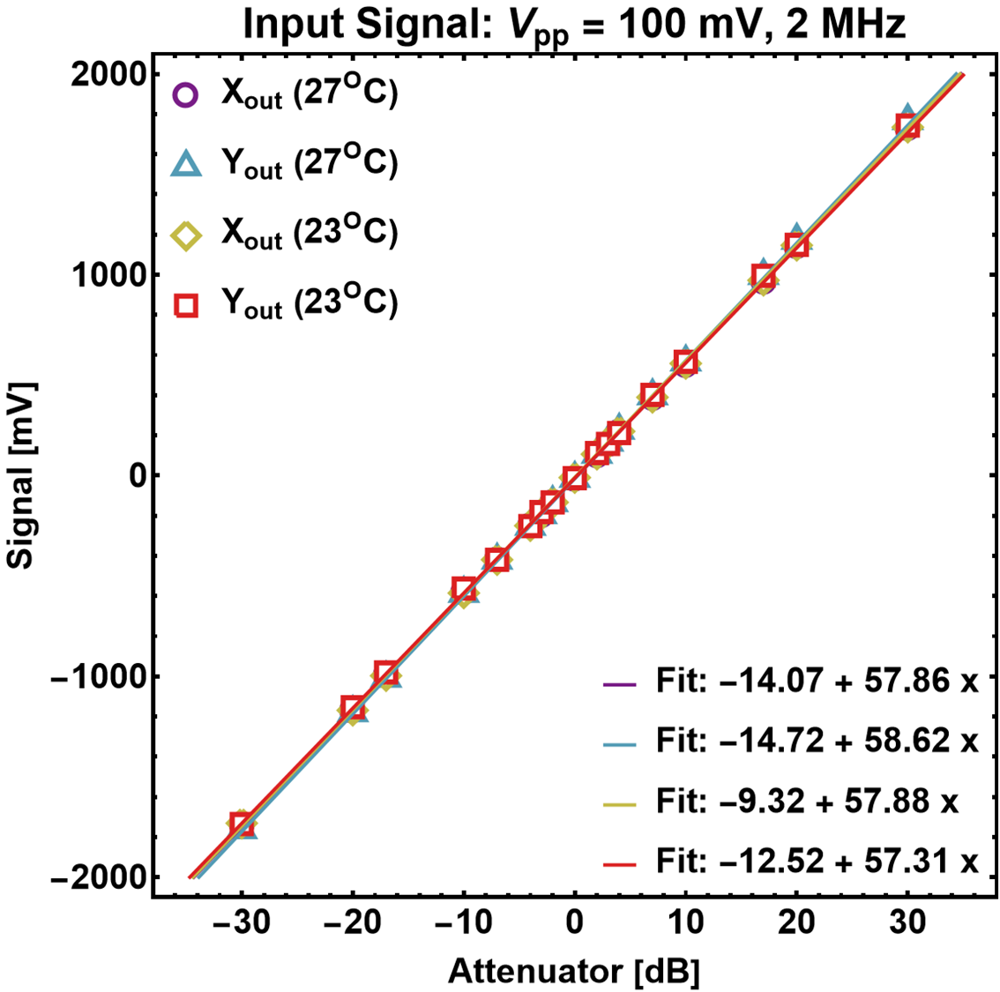 Input Signal: Vpp = 100 mV, 2 MHz
Xout (27°C)
Yout (27°C)
Xout (23°C)
Yout (23°C)
2000
1000
0
−1000
−2000
Signal [mV]
Fit: −14.07 + 57.86 x
Fit: −14.72 + 58.62 x
Fit: −9.32 + 57.88 x
Fit: −12.52 + 57.31 x
−30 −20 −10 0 10 20 30
Attenuator [dB]